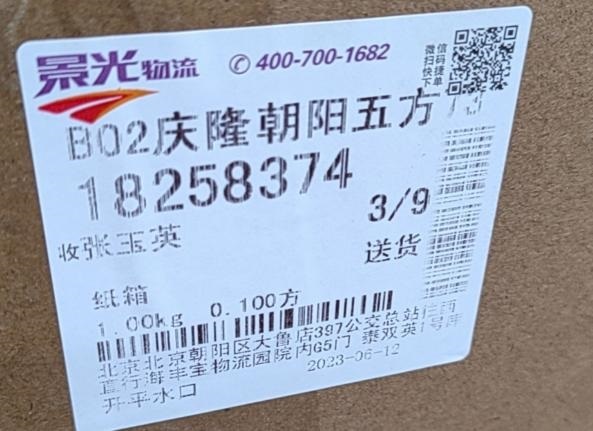 景光物流 400-700-1682
微信扫码快捷下单
B02庆隆朝阳五方
18258374
3/9
收张玉英
送货
纸箱
1.00kg 0.100方
北京北京朝阳区大鲁店397公交总站往南
直行海丰宝物流园院内G5门 泰双英1号库
开平水口
2023-06-12